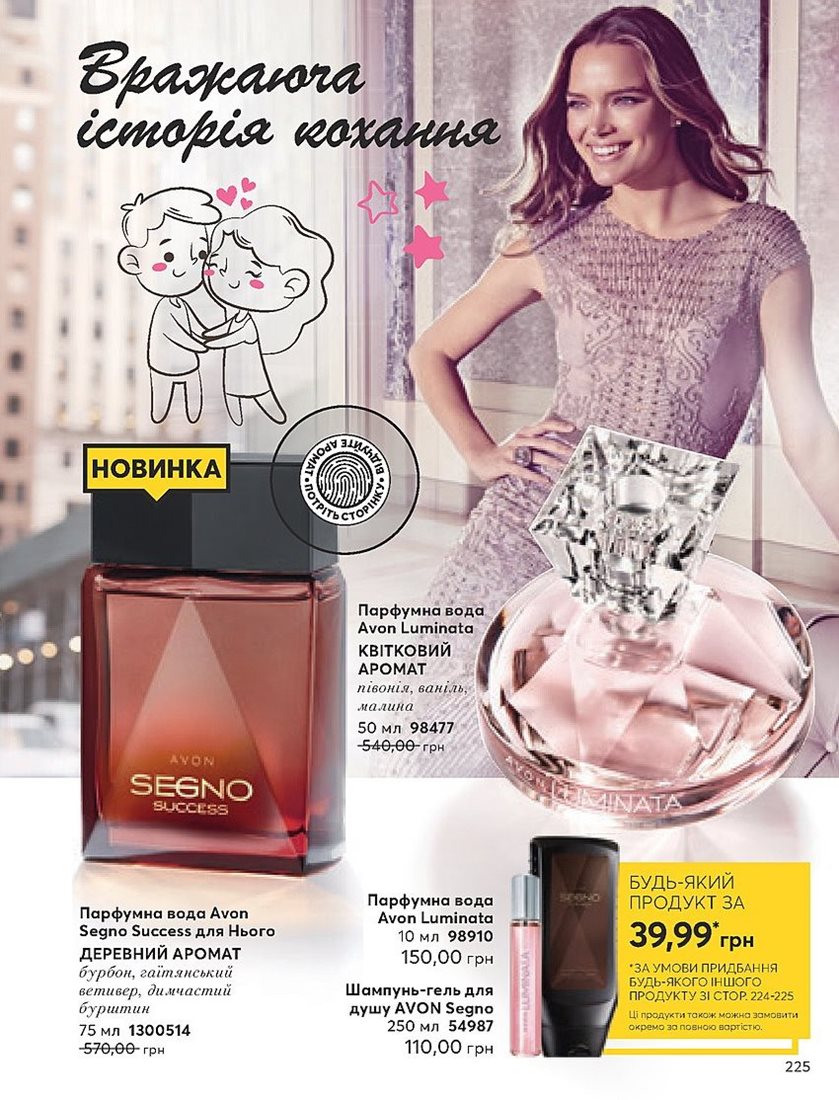 Вражаюча
історія кохання
НОВИНКА
ВІДЧУЙТЕ АРОМАТ •
ПОТРІТЬ СТОРІНКУ •
Парфумна вода
Avon Luminata
КВІТКОВИЙ
АРОМАТ
півонія, ваніль,
малина
50 мл 98477
540,00 грн
AVON
SEGNO
SUCCESS
AVON LUMINATA
Парфумна вода Avon
Segno Success для Нього
ДЕРЕВНИЙ АРОМАТ
бурбон, гаїтянський
ветивер, димчастий
бурштин
75 мл 1300514
570,00 грн
Парфумна вода
Avon Luminata
10 мл 98910
150,00 грн
Шампунь-гель для
душу AVON Segno
250 мл 54987
110,00 грн
LUMINATA
SEGNO
БУДЬ-ЯКИЙ
ПРОДУКТ ЗА
39,99* грн
*ЗА УМОВИ ПРИДБАННЯ
БУДЬ-ЯКОГО ІНШОГО
ПРОДУКТУ ЗІ СТОР. 224-225
Ці продукти також можна замовити
окремо за повною вартістю.
225